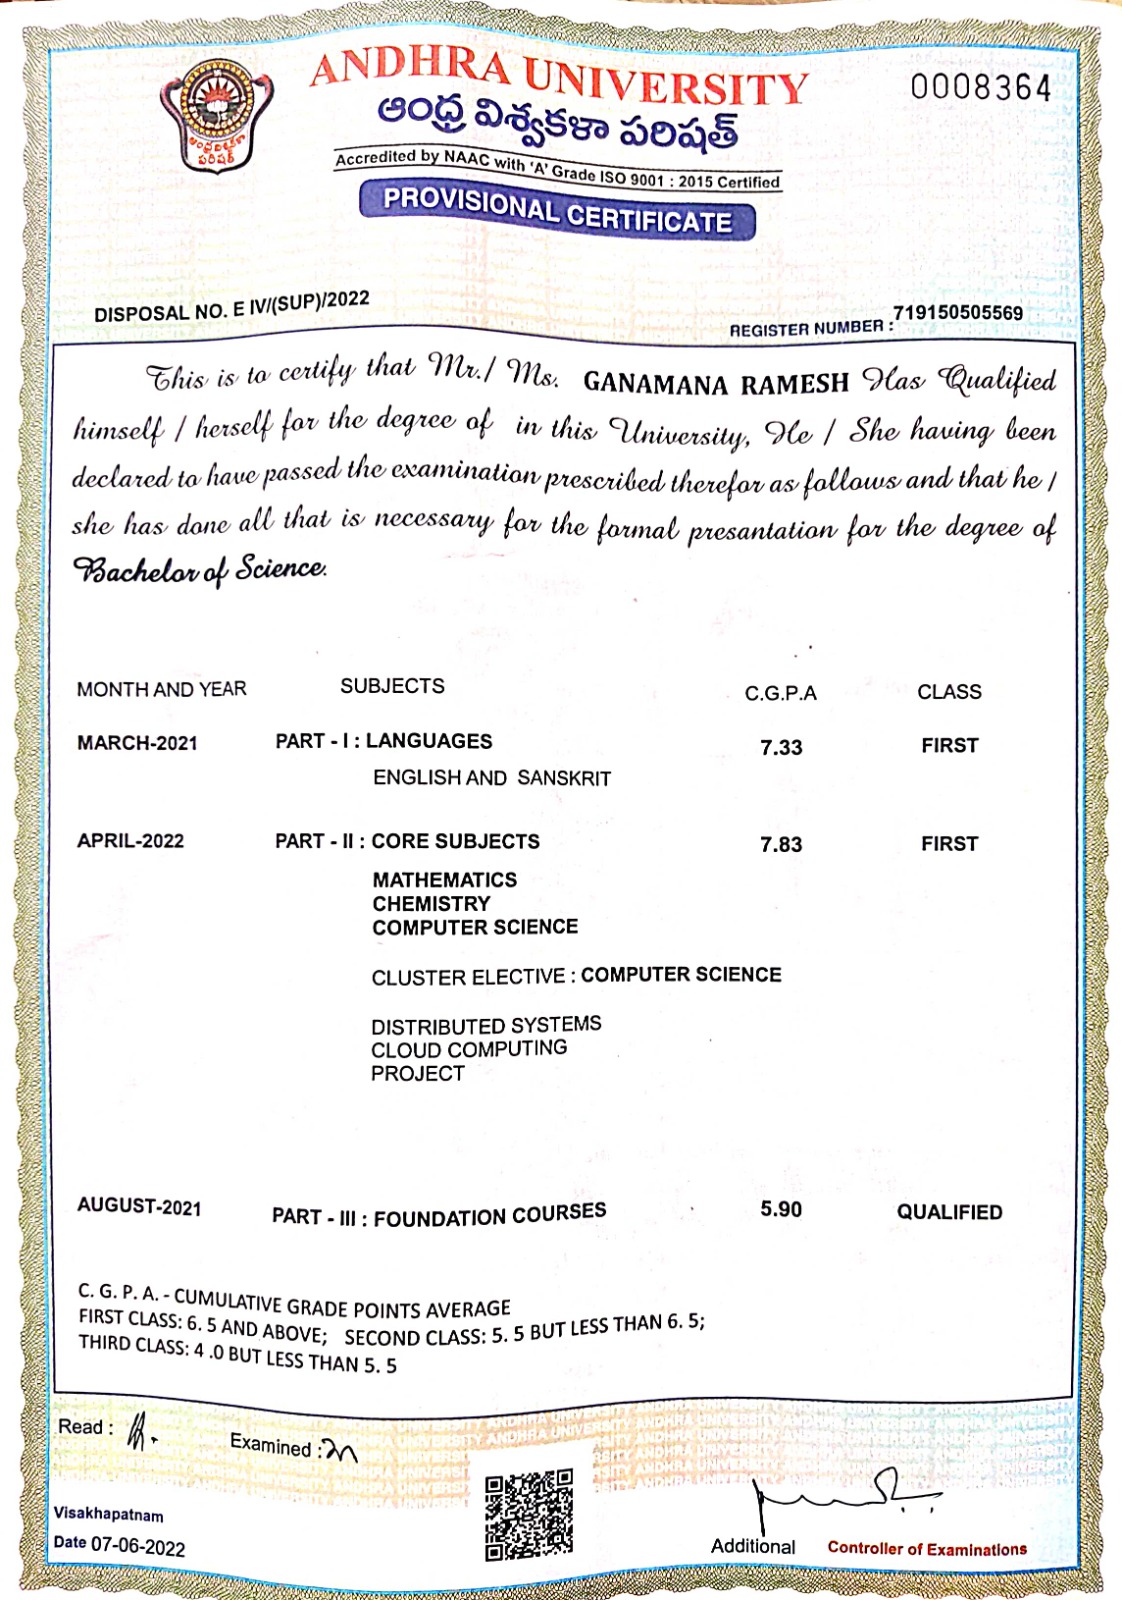 ANDHRA UNIVERSITY
0008364
ఆంధ్ర విశ్వకళా పరిషత్
ఆంధ్ర విశ్వకళా
పరిషత్
Accredited by NAAC with 'A' Grade ISO 9001 : 2015 Certified
PROVISIONAL CERTIFICATE
DISPOSAL NO. E IV/(SUP)/2022
REGISTER NUMBER : 719150505569
This is to certify that Mr./ Ms. GANAMANA RAMESH Has Qualified
himself / herself for the degree of in this University, He / She having been
declared to have passed the examination prescribed therefor as follows and that he /
she has done all that is necessary for the formal presantation for the degree of
Bachelor of Science.
MONTH AND YEAR SUBJECTS C.G.P.A CLASS
MARCH-2021 PART - I : LANGUAGES 7.33 FIRST
ENGLISH AND SANSKRIT
APRIL-2022 PART - II : CORE SUBJECTS 7.83 FIRST
MATHEMATICS
CHEMISTRY
COMPUTER SCIENCE
CLUSTER ELECTIVE : COMPUTER SCIENCE
DISTRIBUTED SYSTEMS
CLOUD COMPUTING
PROJECT
AUGUST-2021 PART - III : FOUNDATION COURSES 5.90 QUALIFIED
C. G. P. A. - CUMULATIVE GRADE POINTS AVERAGE
FIRST CLASS: 6. 5 AND ABOVE; SECOND CLASS: 5. 5 BUT LESS THAN 6. 5;
THIRD CLASS: 4 .0 BUT LESS THAN 5. 5
Read :
Examined :
Visakhapatnam
Date 07-06-2022
Additional Controller of Examinations